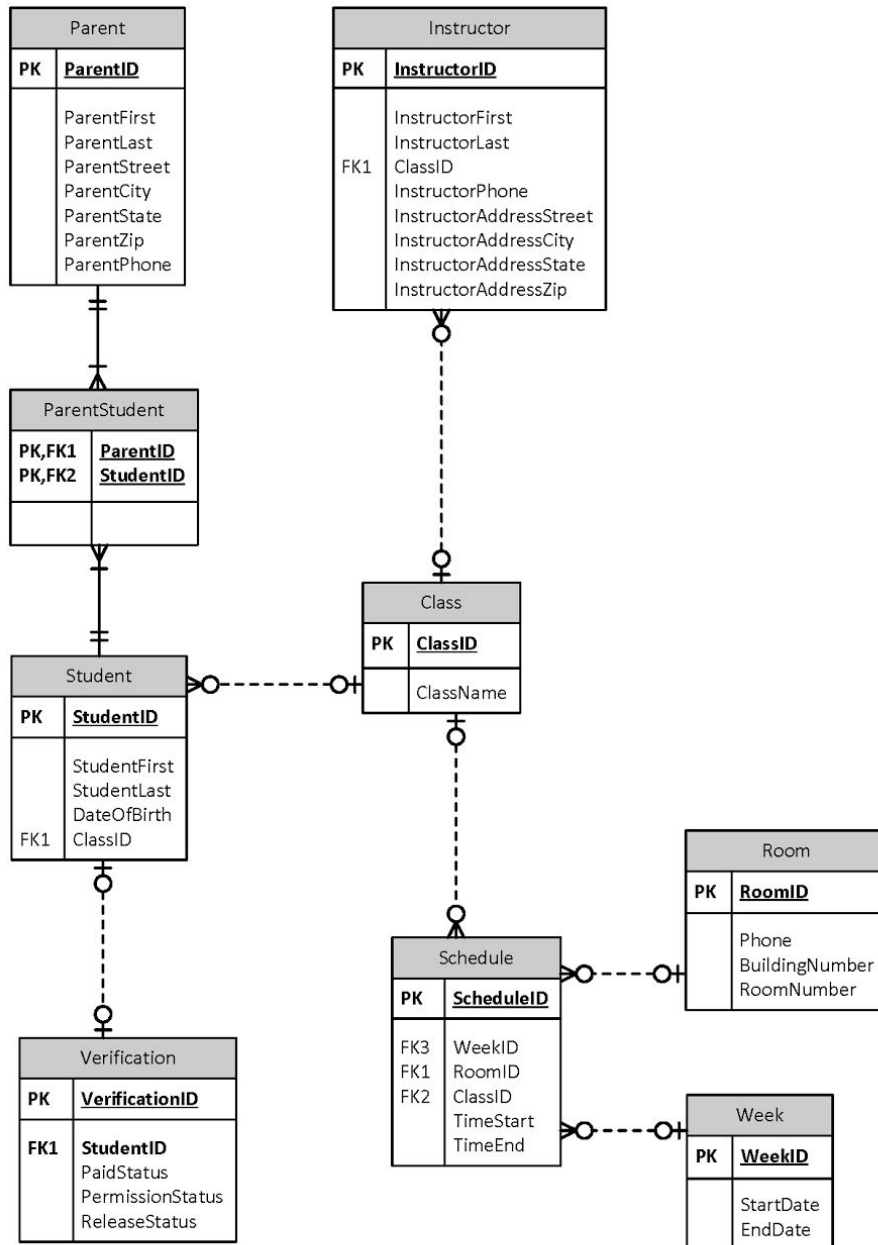 Parent
PK ParentID
ParentFirst
ParentLast
ParentStreet
ParentCity
ParentState
ParentZip
ParentPhone
Instructor
PK InstructorID
InstructorFirst
InstructorLast
FK1 ClassID
InstructorPhone
InstructorAddressStreet
InstructorAddressCity
InstructorAddressState
InstructorAddressZip
ParentStudent
PK,FK1 ParentID
PK,FK2 StudentID
Class
PK ClassID
ClassName
Student
PK StudentID
StudentFirst
StudentLast
DateOfBirth
FK1 ClassID
Room
PK RoomID
Phone
BuildingNumber
RoomNumber
Schedule
PK ScheduleID
FK3 WeekID
FK1 RoomID
FK2 ClassID
TimeStart
TimeEnd
Verification
PK VerificationID
FK1 StudentID
PaidStatus
PermissionStatus
ReleaseStatus
Week
PK WeekID
StartDate
EndDate